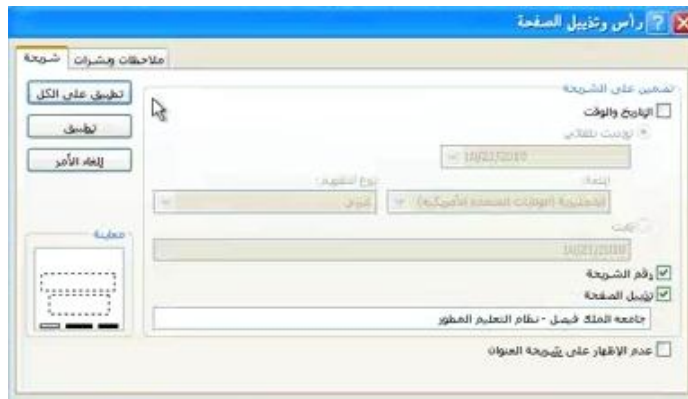 رأس وتذييل الصفحة
شريحة ملاحظات ونشرات
تضمين على الشريحة
التاريخ والوقت
تحديث تلقائي
10/21/2010
اللغة: نوع التقويم:
الإنجليزية (الولايات المتحدة الأمريكية) غربي
ثابت
10/21/2010
رقم الشريحة
تذييل الصفحة
جامعة الملك فيصل - نظام التعليم المطور
عدم الإظهار على شريحة العنوان
تطبيق على الكل
تطبيق
إلغاء الأمر
معاينة